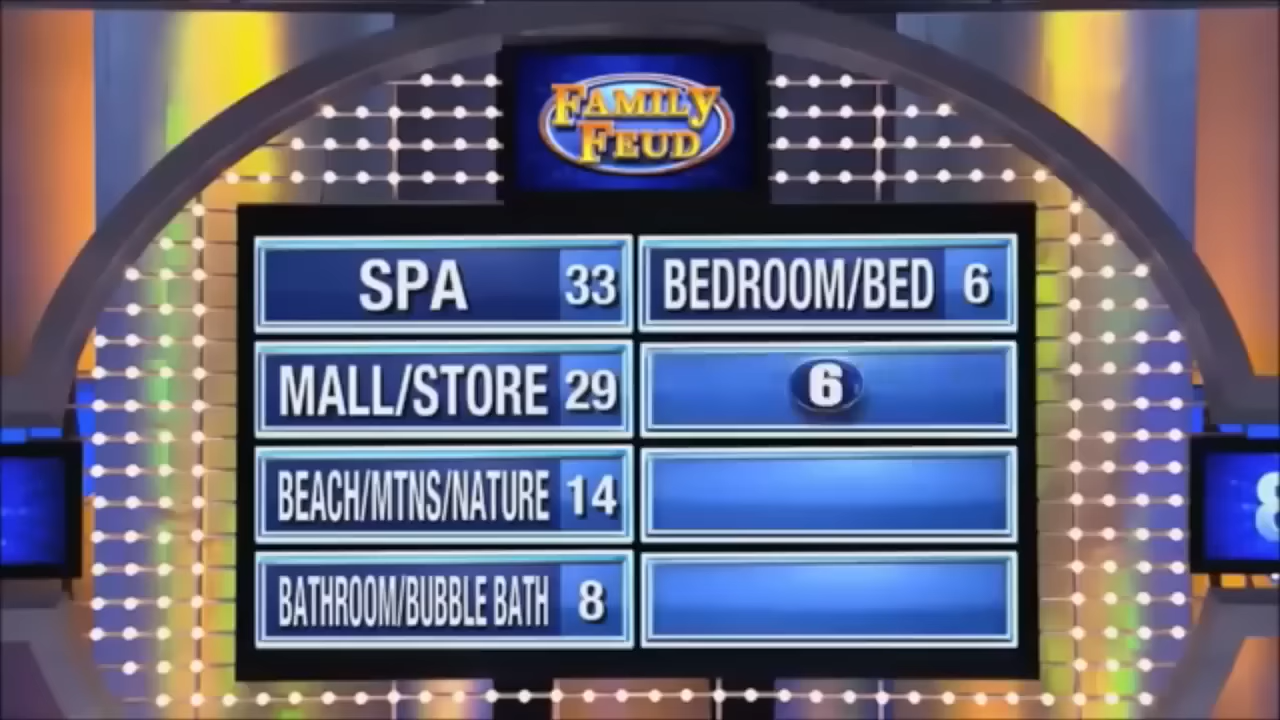 FAMILY
FEUD
SPA 33
MALL/STORE 29
BEACH/MTNS/NATURE 14
BATHROOM/BUBBLE BATH 8
BEDROOM/BED 6
6
8